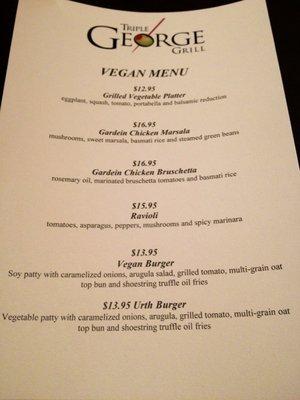 TRIPLE
GEORGE
GRILL
VEGAN MENU
$12.95
Grilled Vegetable Platter
eggplant, squash, tomato, portabella and balsamic reduction
$16.95
Gardein Chicken Marsala
mushrooms, sweet marsala, basmati rice and steamed green beans
$16.95
Gardein Chicken Bruschetta
rosemary oil, marinated bruschetta tomatoes and basmati rice
$15.95
Ravioli
tomatoes, asparagus, peppers, mushrooms and spicy marinara
$13.95
Vegan Burger
Soy patty with caramelized onions, arugula salad, grilled tomato, multi-grain oat
top bun and shoestring truffle oil fries
$13.95 Urth Burger
Vegetable patty with caramelized onions, arugula, grilled tomato, multi-grain oat
top bun and shoestring truffle oil fries